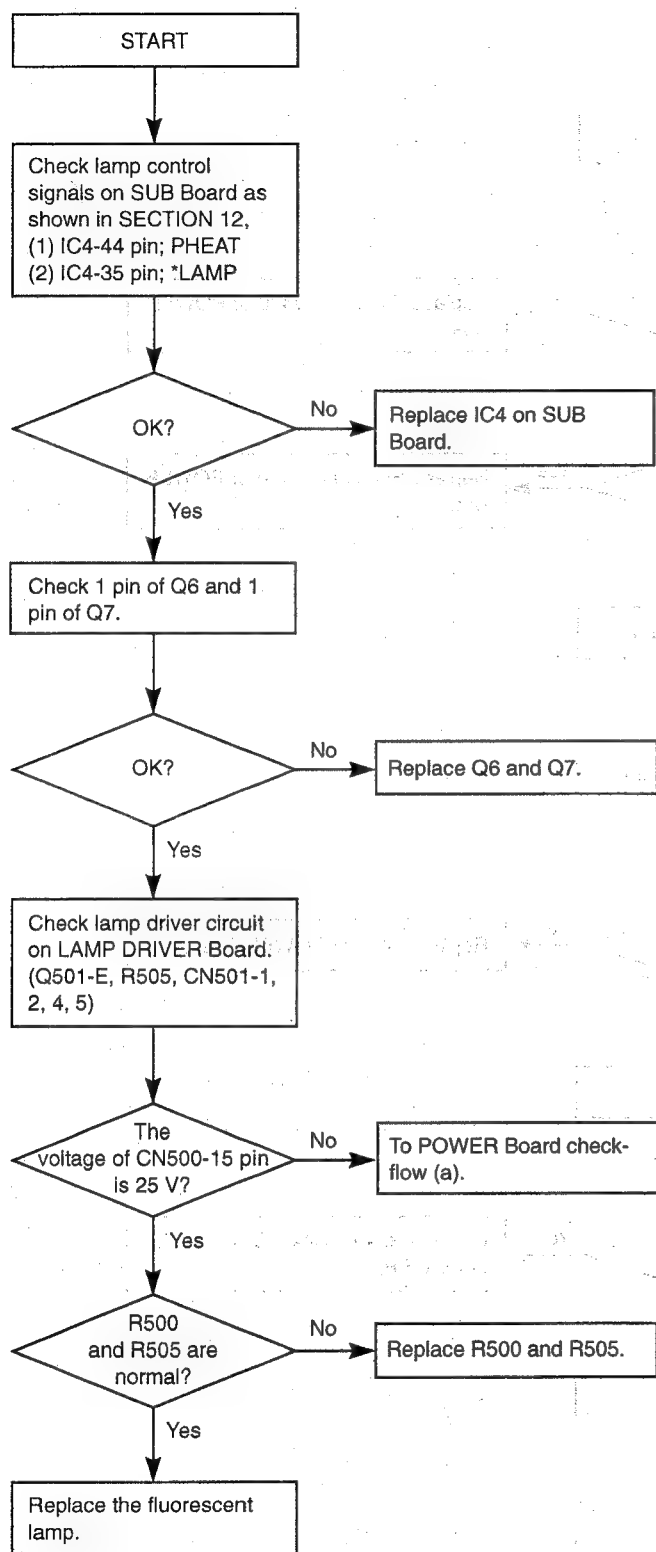 START
Check lamp control
signals on SUB Board as
shown in SECTION 12,
(1) IC4-44 pin; PHEAT
(2) IC4-35 pin; *LAMP
OK?
No
Replace IC4 on SUB
Board.
Yes
Check 1 pin of Q6 and 1
pin of Q7.
OK?
No
Replace Q6 and Q7.
Yes
Check lamp driver circuit
on LAMP DRIVER Board.
(Q501-E, R505, CN501-1,
2, 4, 5)
The
voltage of CN500-15 pin
is 25 V?
No
To POWER Board check-
flow (a).
Yes
R500
and R505 are
normal?
No
Replace R500 and R505.
Yes
Replace the fluorescent
lamp.